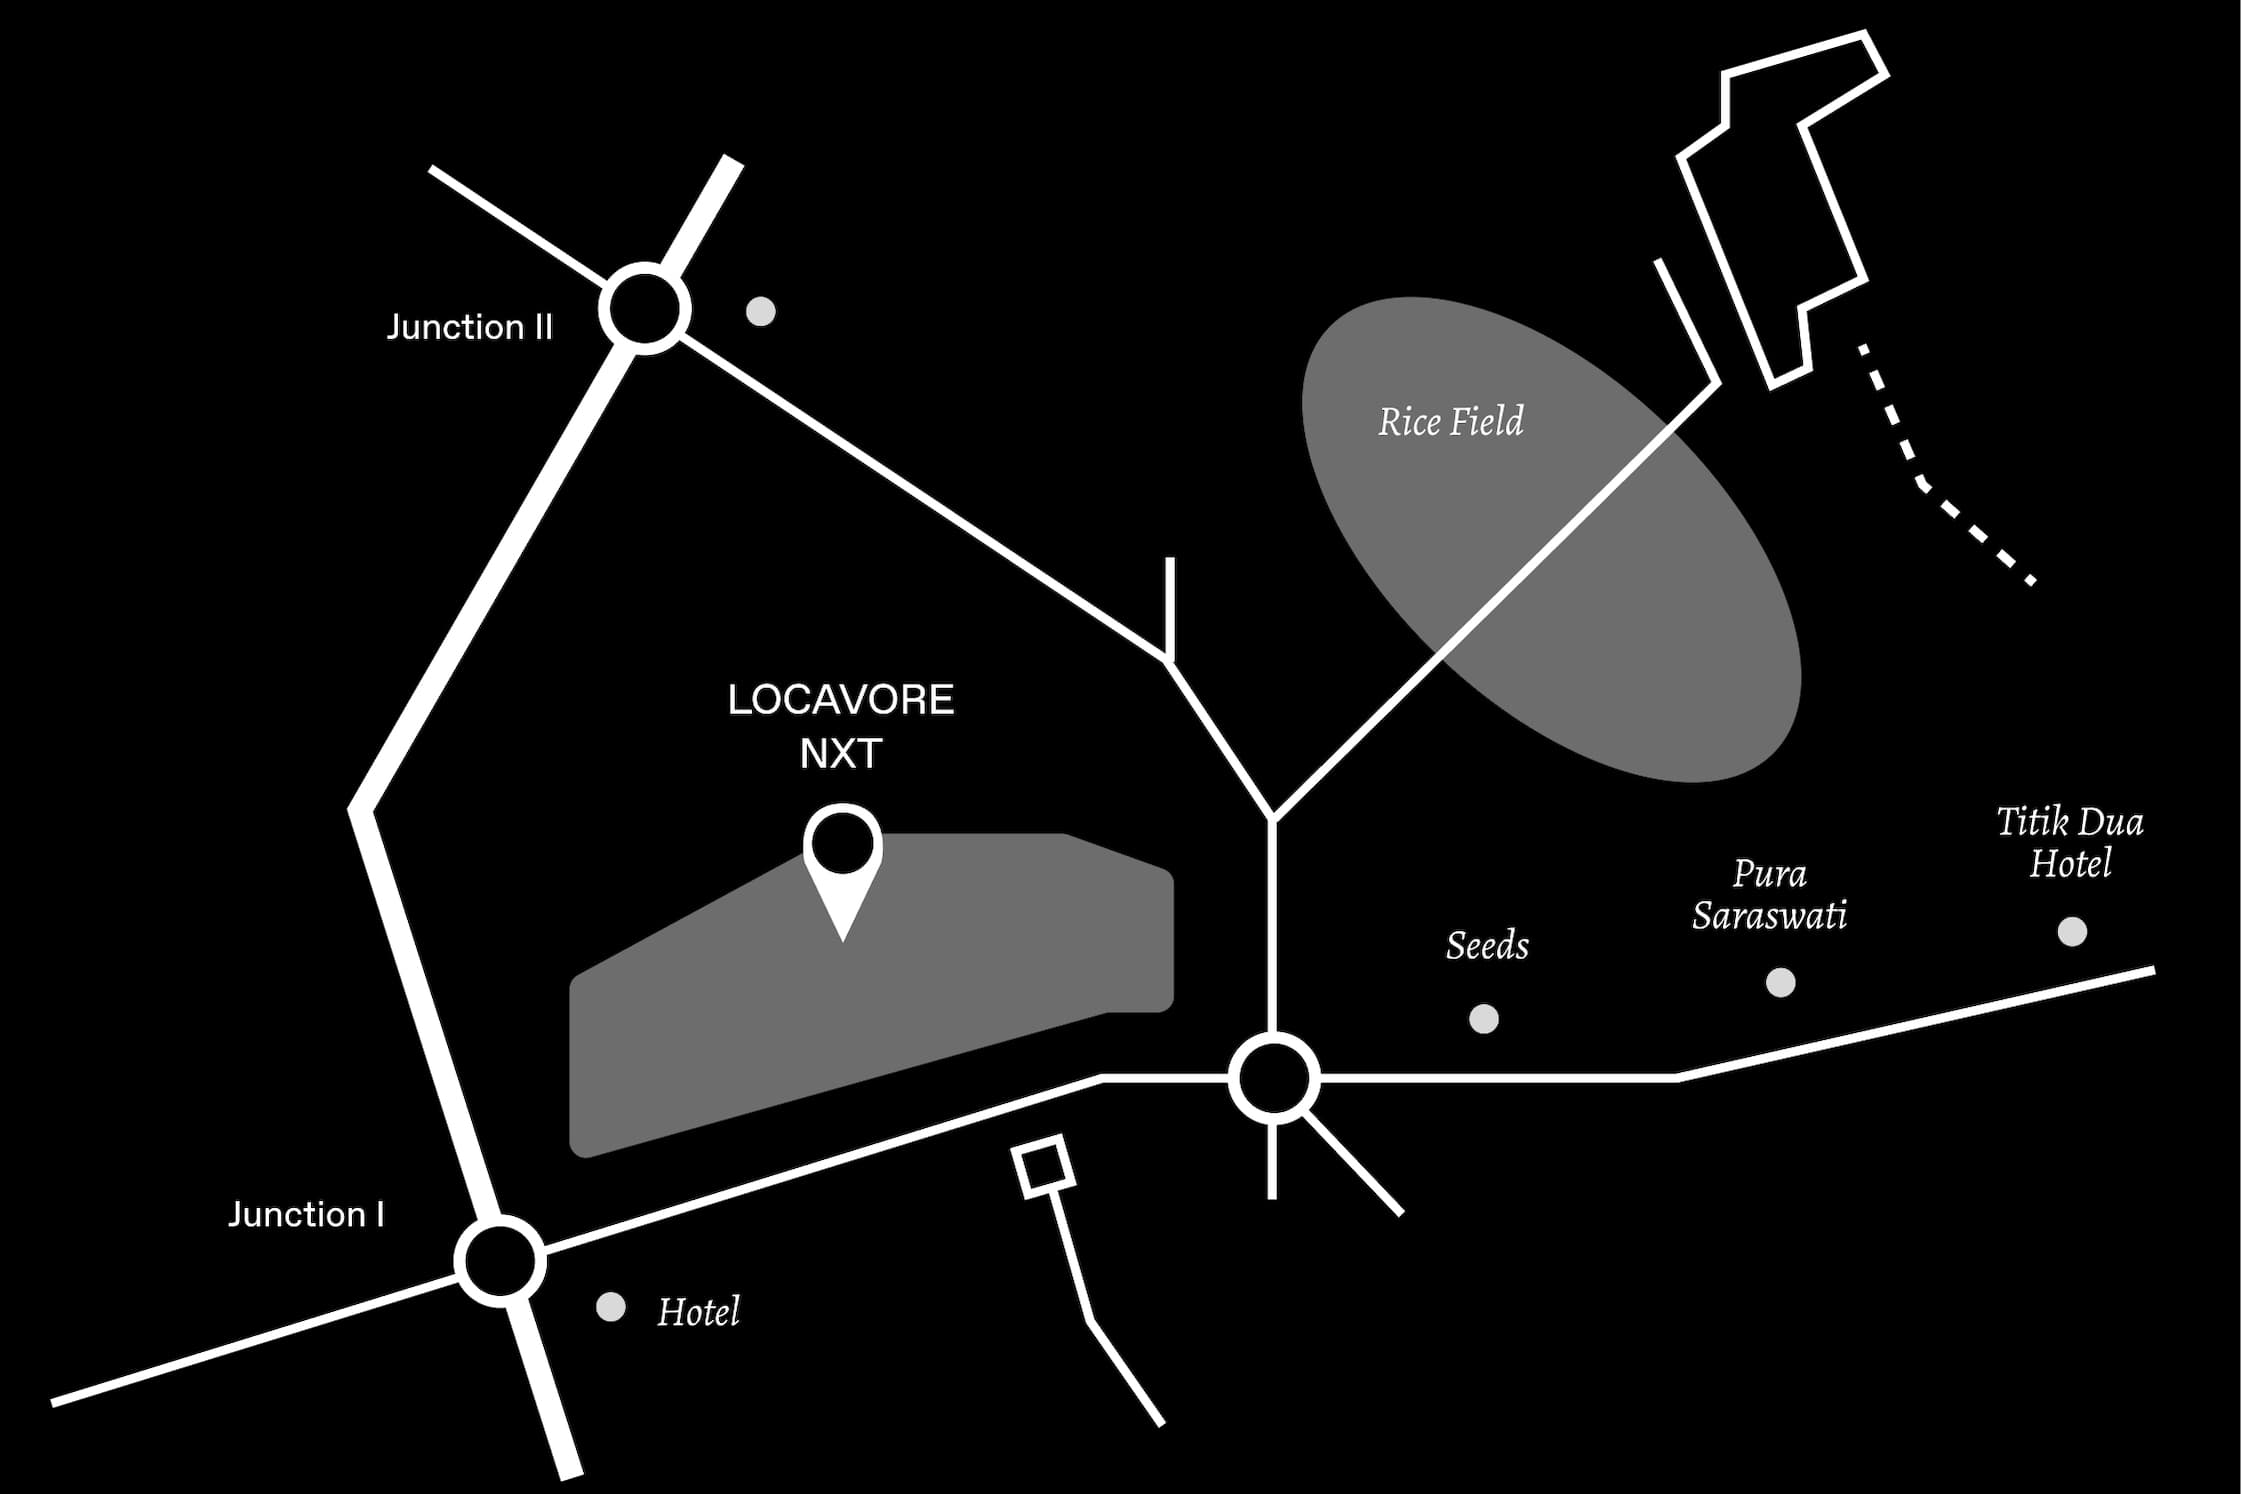 Junction II
Rice Field
LOCAVORE
NXT
Titik Dua
Hotel
Pura
Saraswati
Seeds
Junction I
Hotel